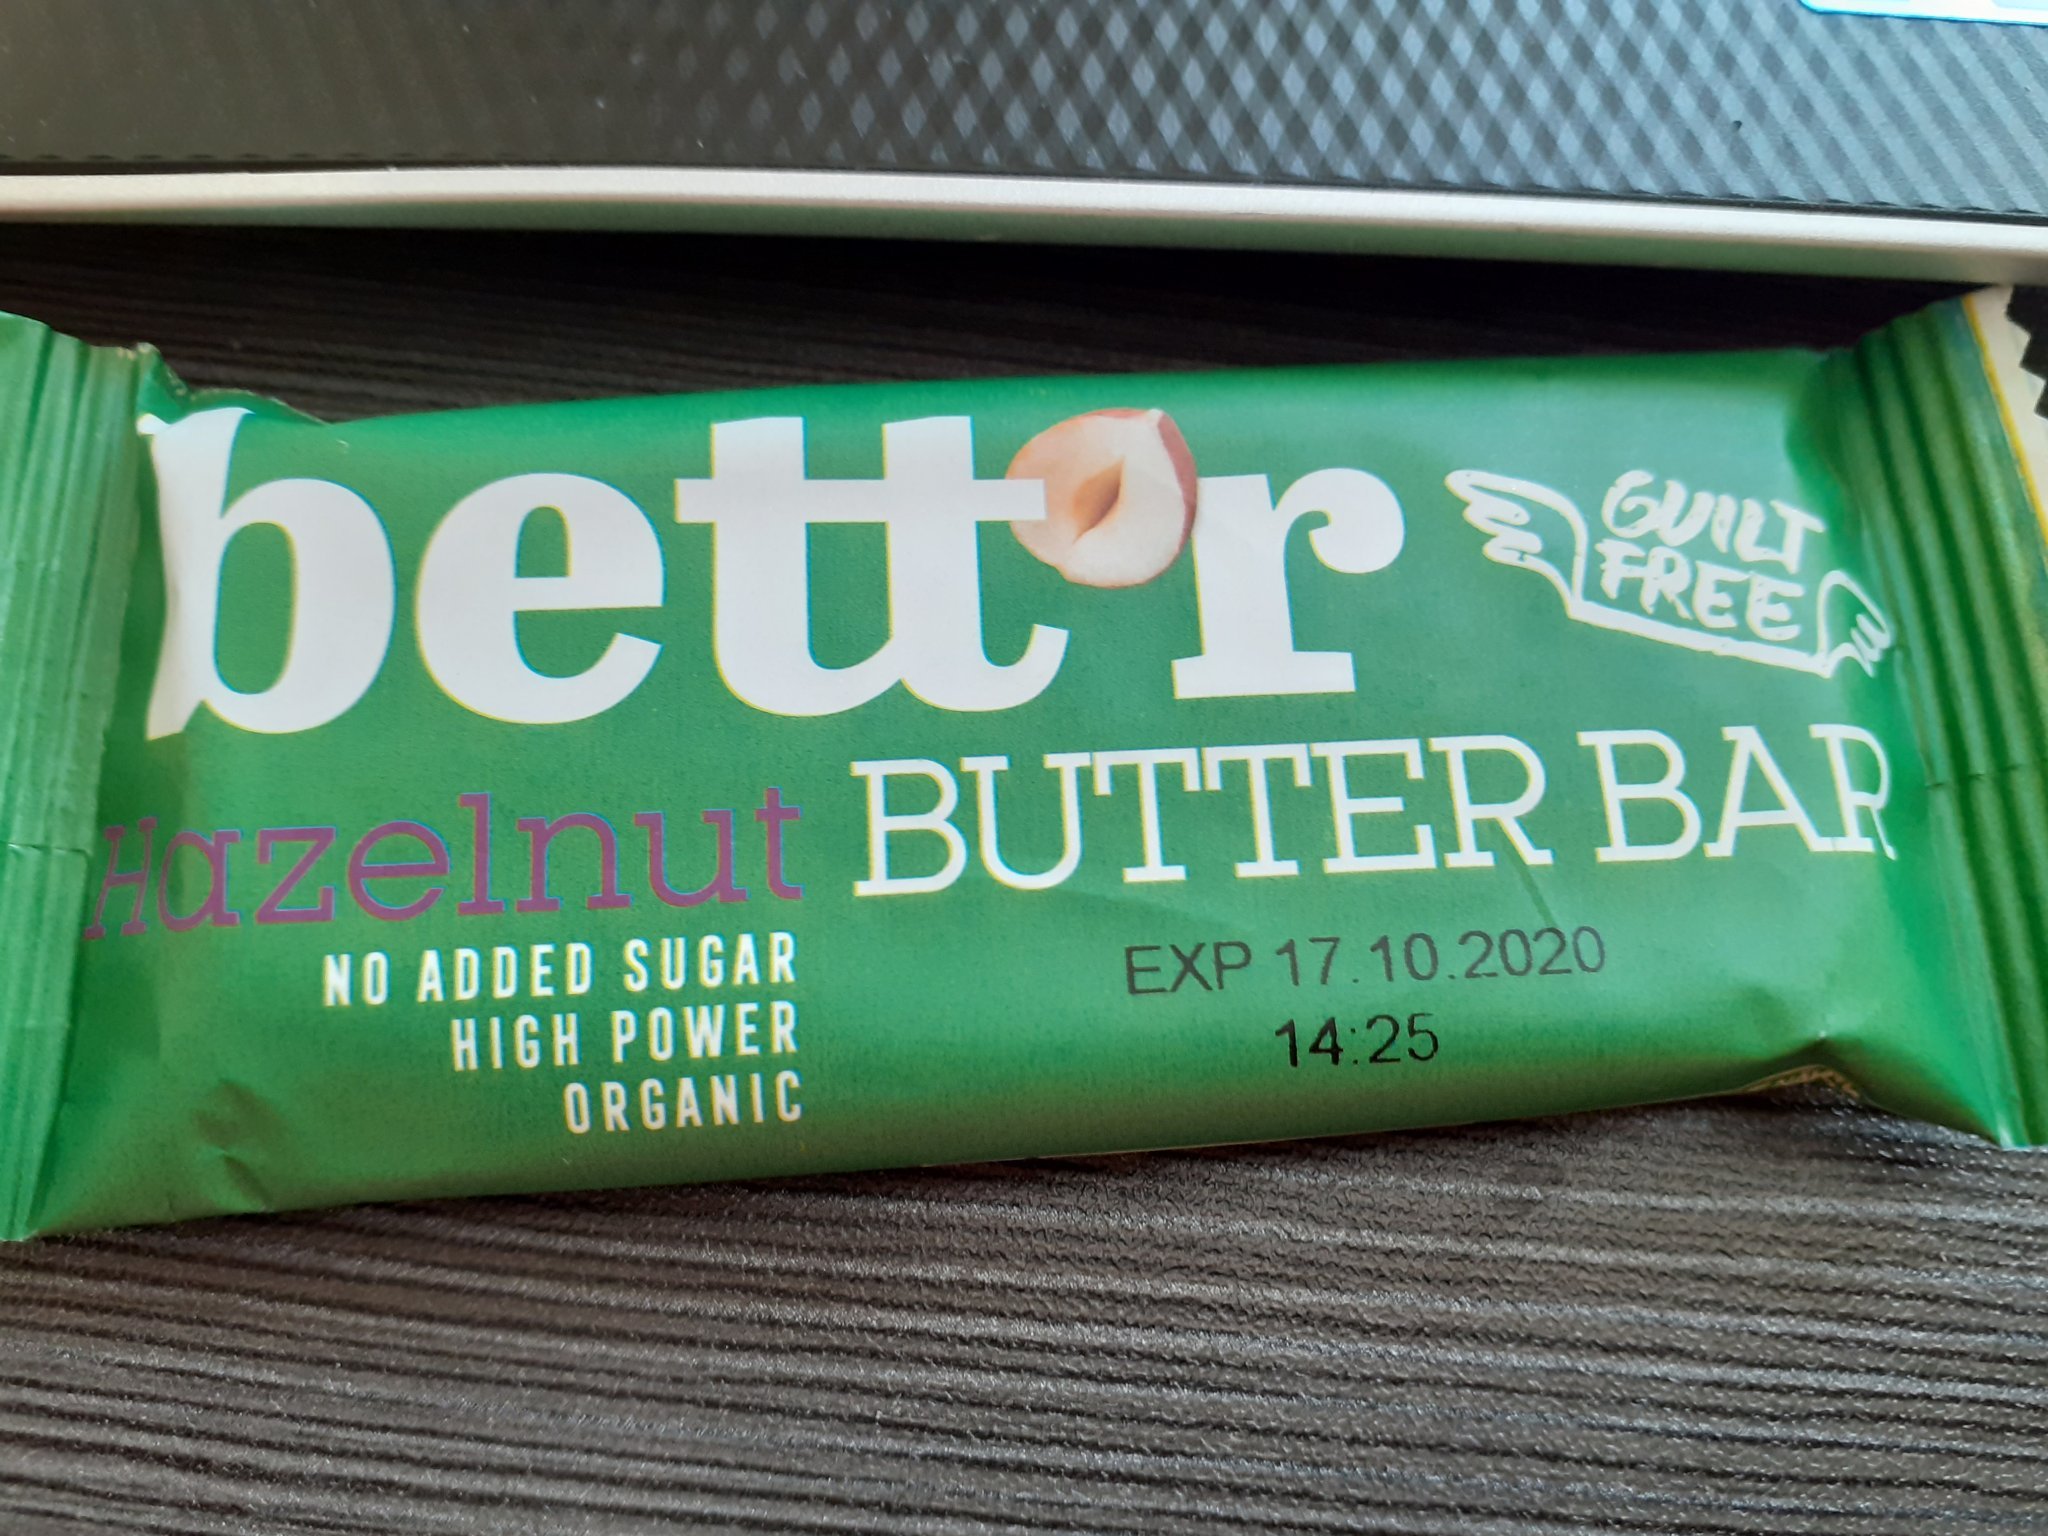 bett'r
GUILT
FREE
Hazelnut BUTTER BAR
NO ADDED SUGAR
HIGH POWER
ORGANIC
EXP 17.10.2020
14:25